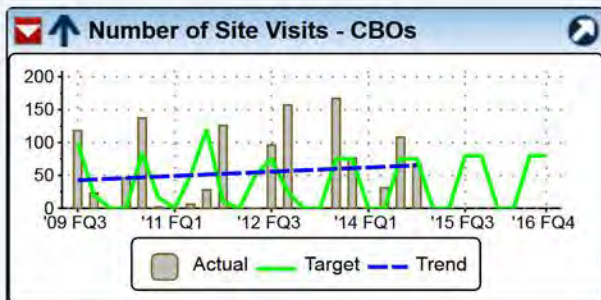 Number of Site Visits - CBOs
200
150
100
50
0
'09 FQ3 '11 FQ1 '12 FQ3 '14 FQ1 '15 FQ3 '16 FQ4
Actual Target Trend